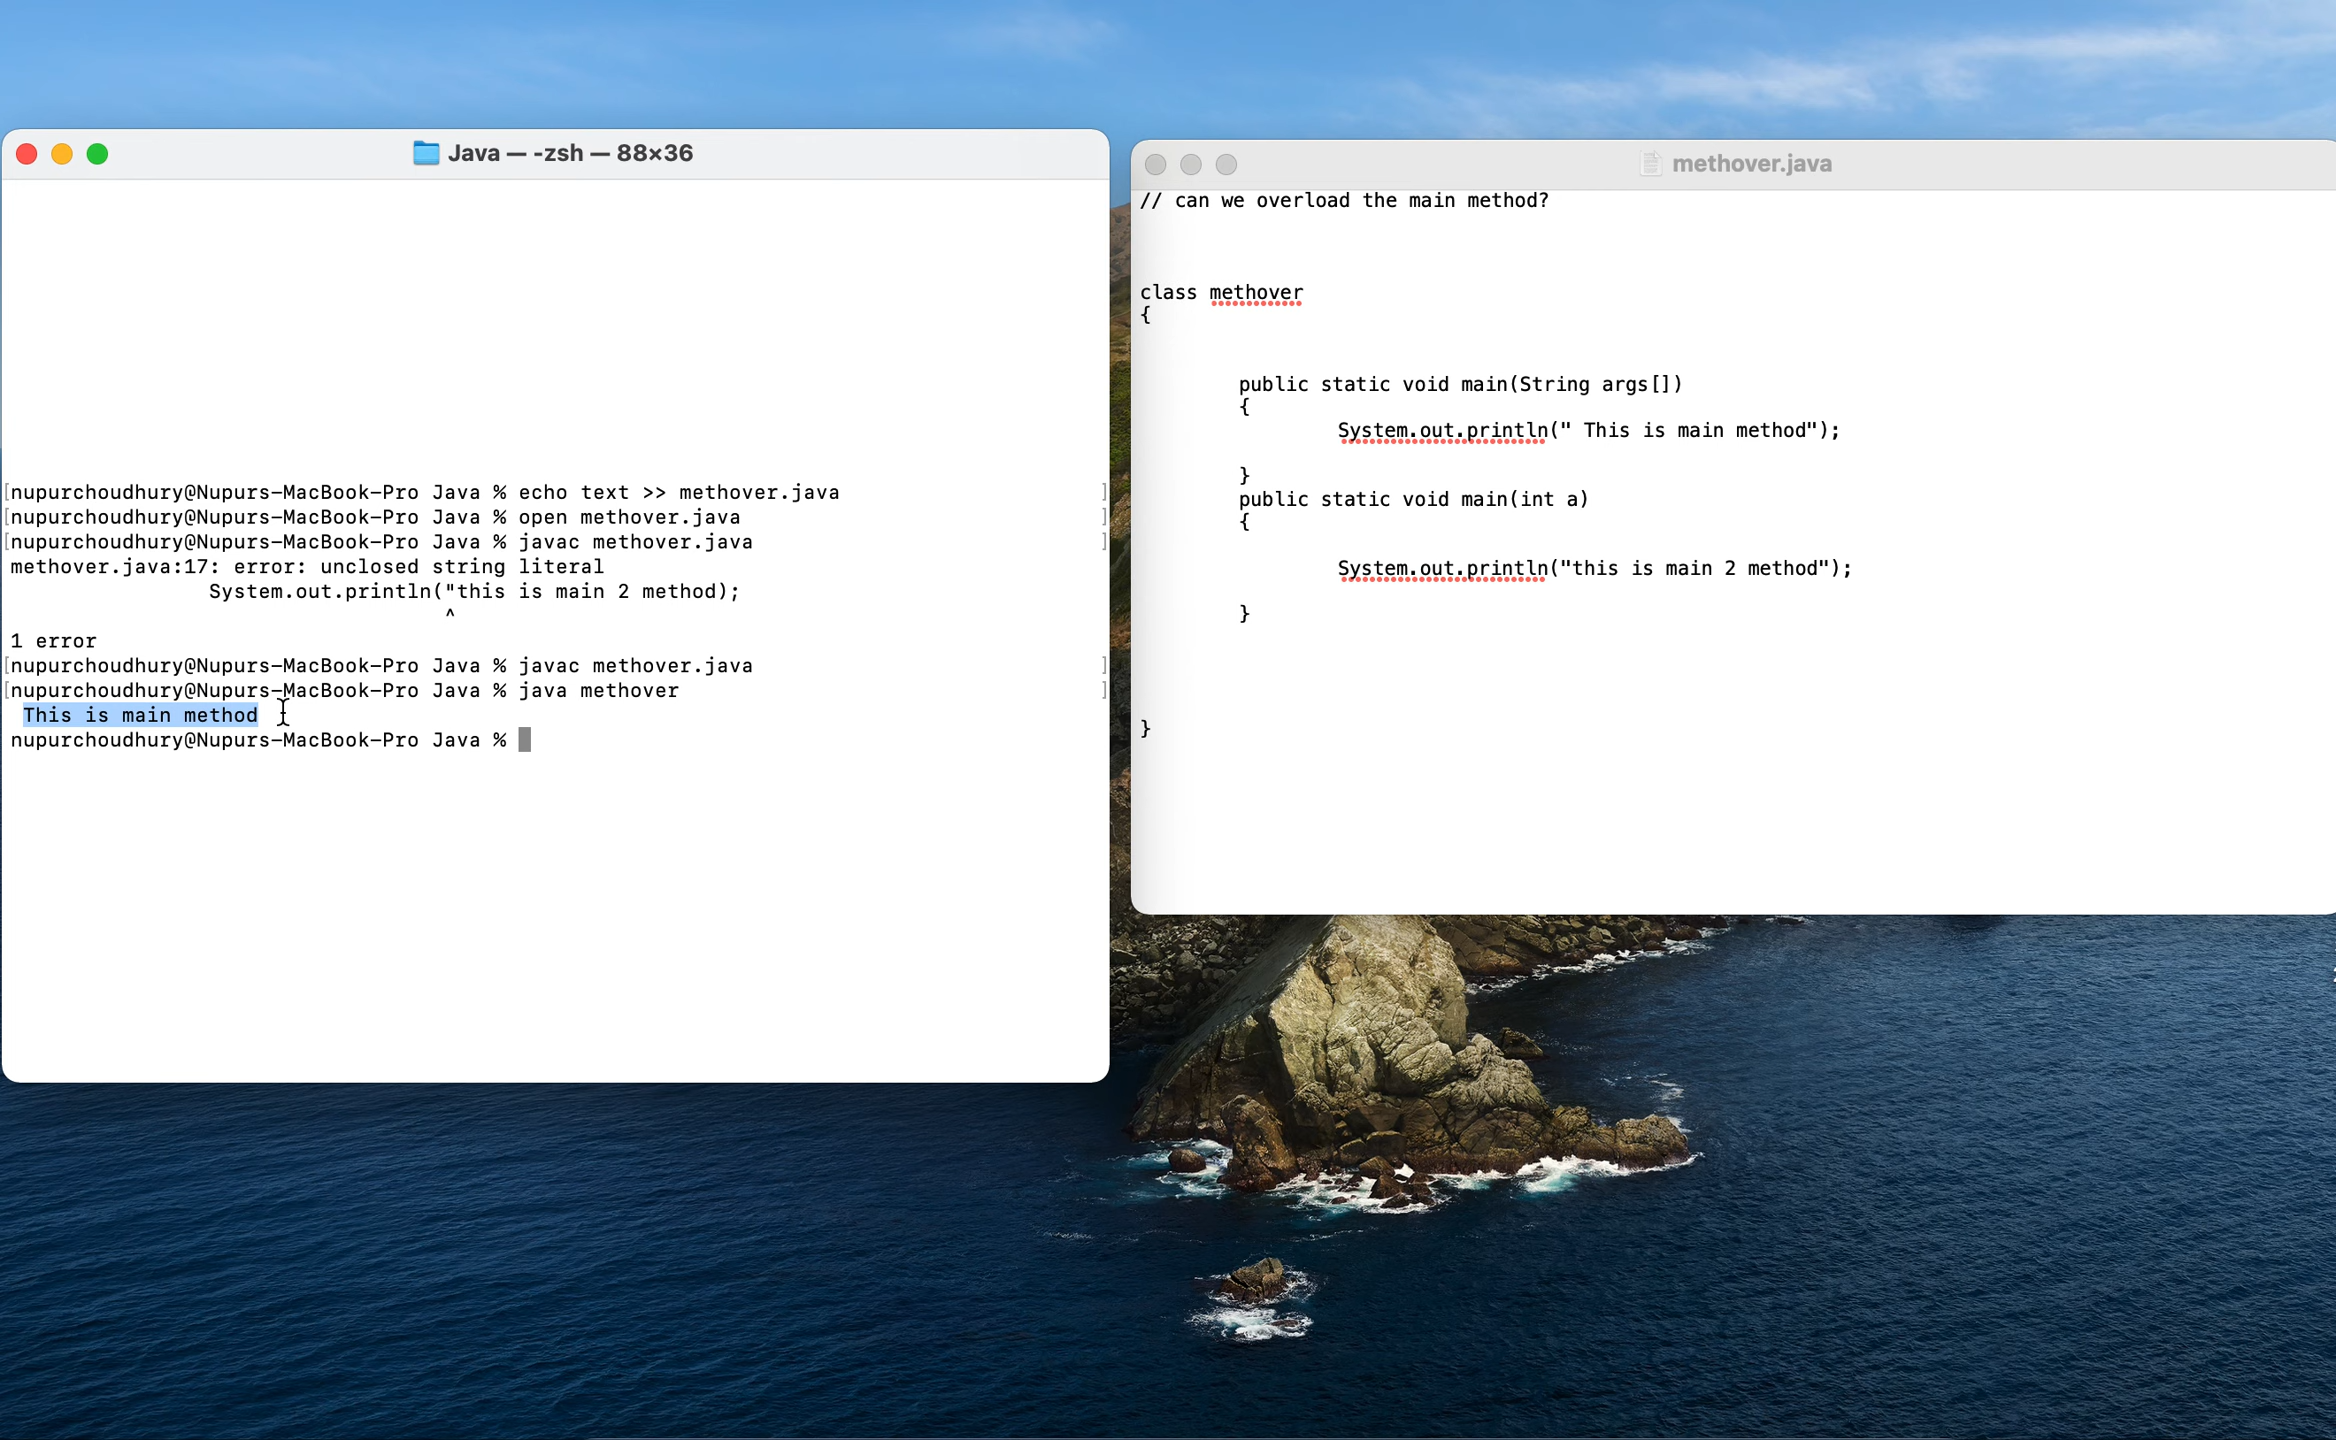 Java — -zsh — 88×36
[nupurchoudhury@Nupurs-MacBook-Pro Java % echo text >> methover.java ]
[nupurchoudhury@Nupurs-MacBook-Pro Java % open methover.java ]
[nupurchoudhury@Nupurs-MacBook-Pro Java % javac methover.java ]
methover.java:17: error: unclosed string literal
                System.out.println("this is main 2 method);
                                   ^
1 error
[nupurchoudhury@Nupurs-MacBook-Pro Java % javac methover.java ]
[nupurchoudhury@Nupurs-MacBook-Pro Java % java methover ]
 This is main method
nupurchoudhury@Nupurs-MacBook-Pro Java %
methover.java
// can we overload the main method?
class methover
{
        public static void main(String args[])
        {
                System.out.println(" This is main method");
        }
        public static void main(int a)
        {
                System.out.println("this is main 2 method");
        }
}